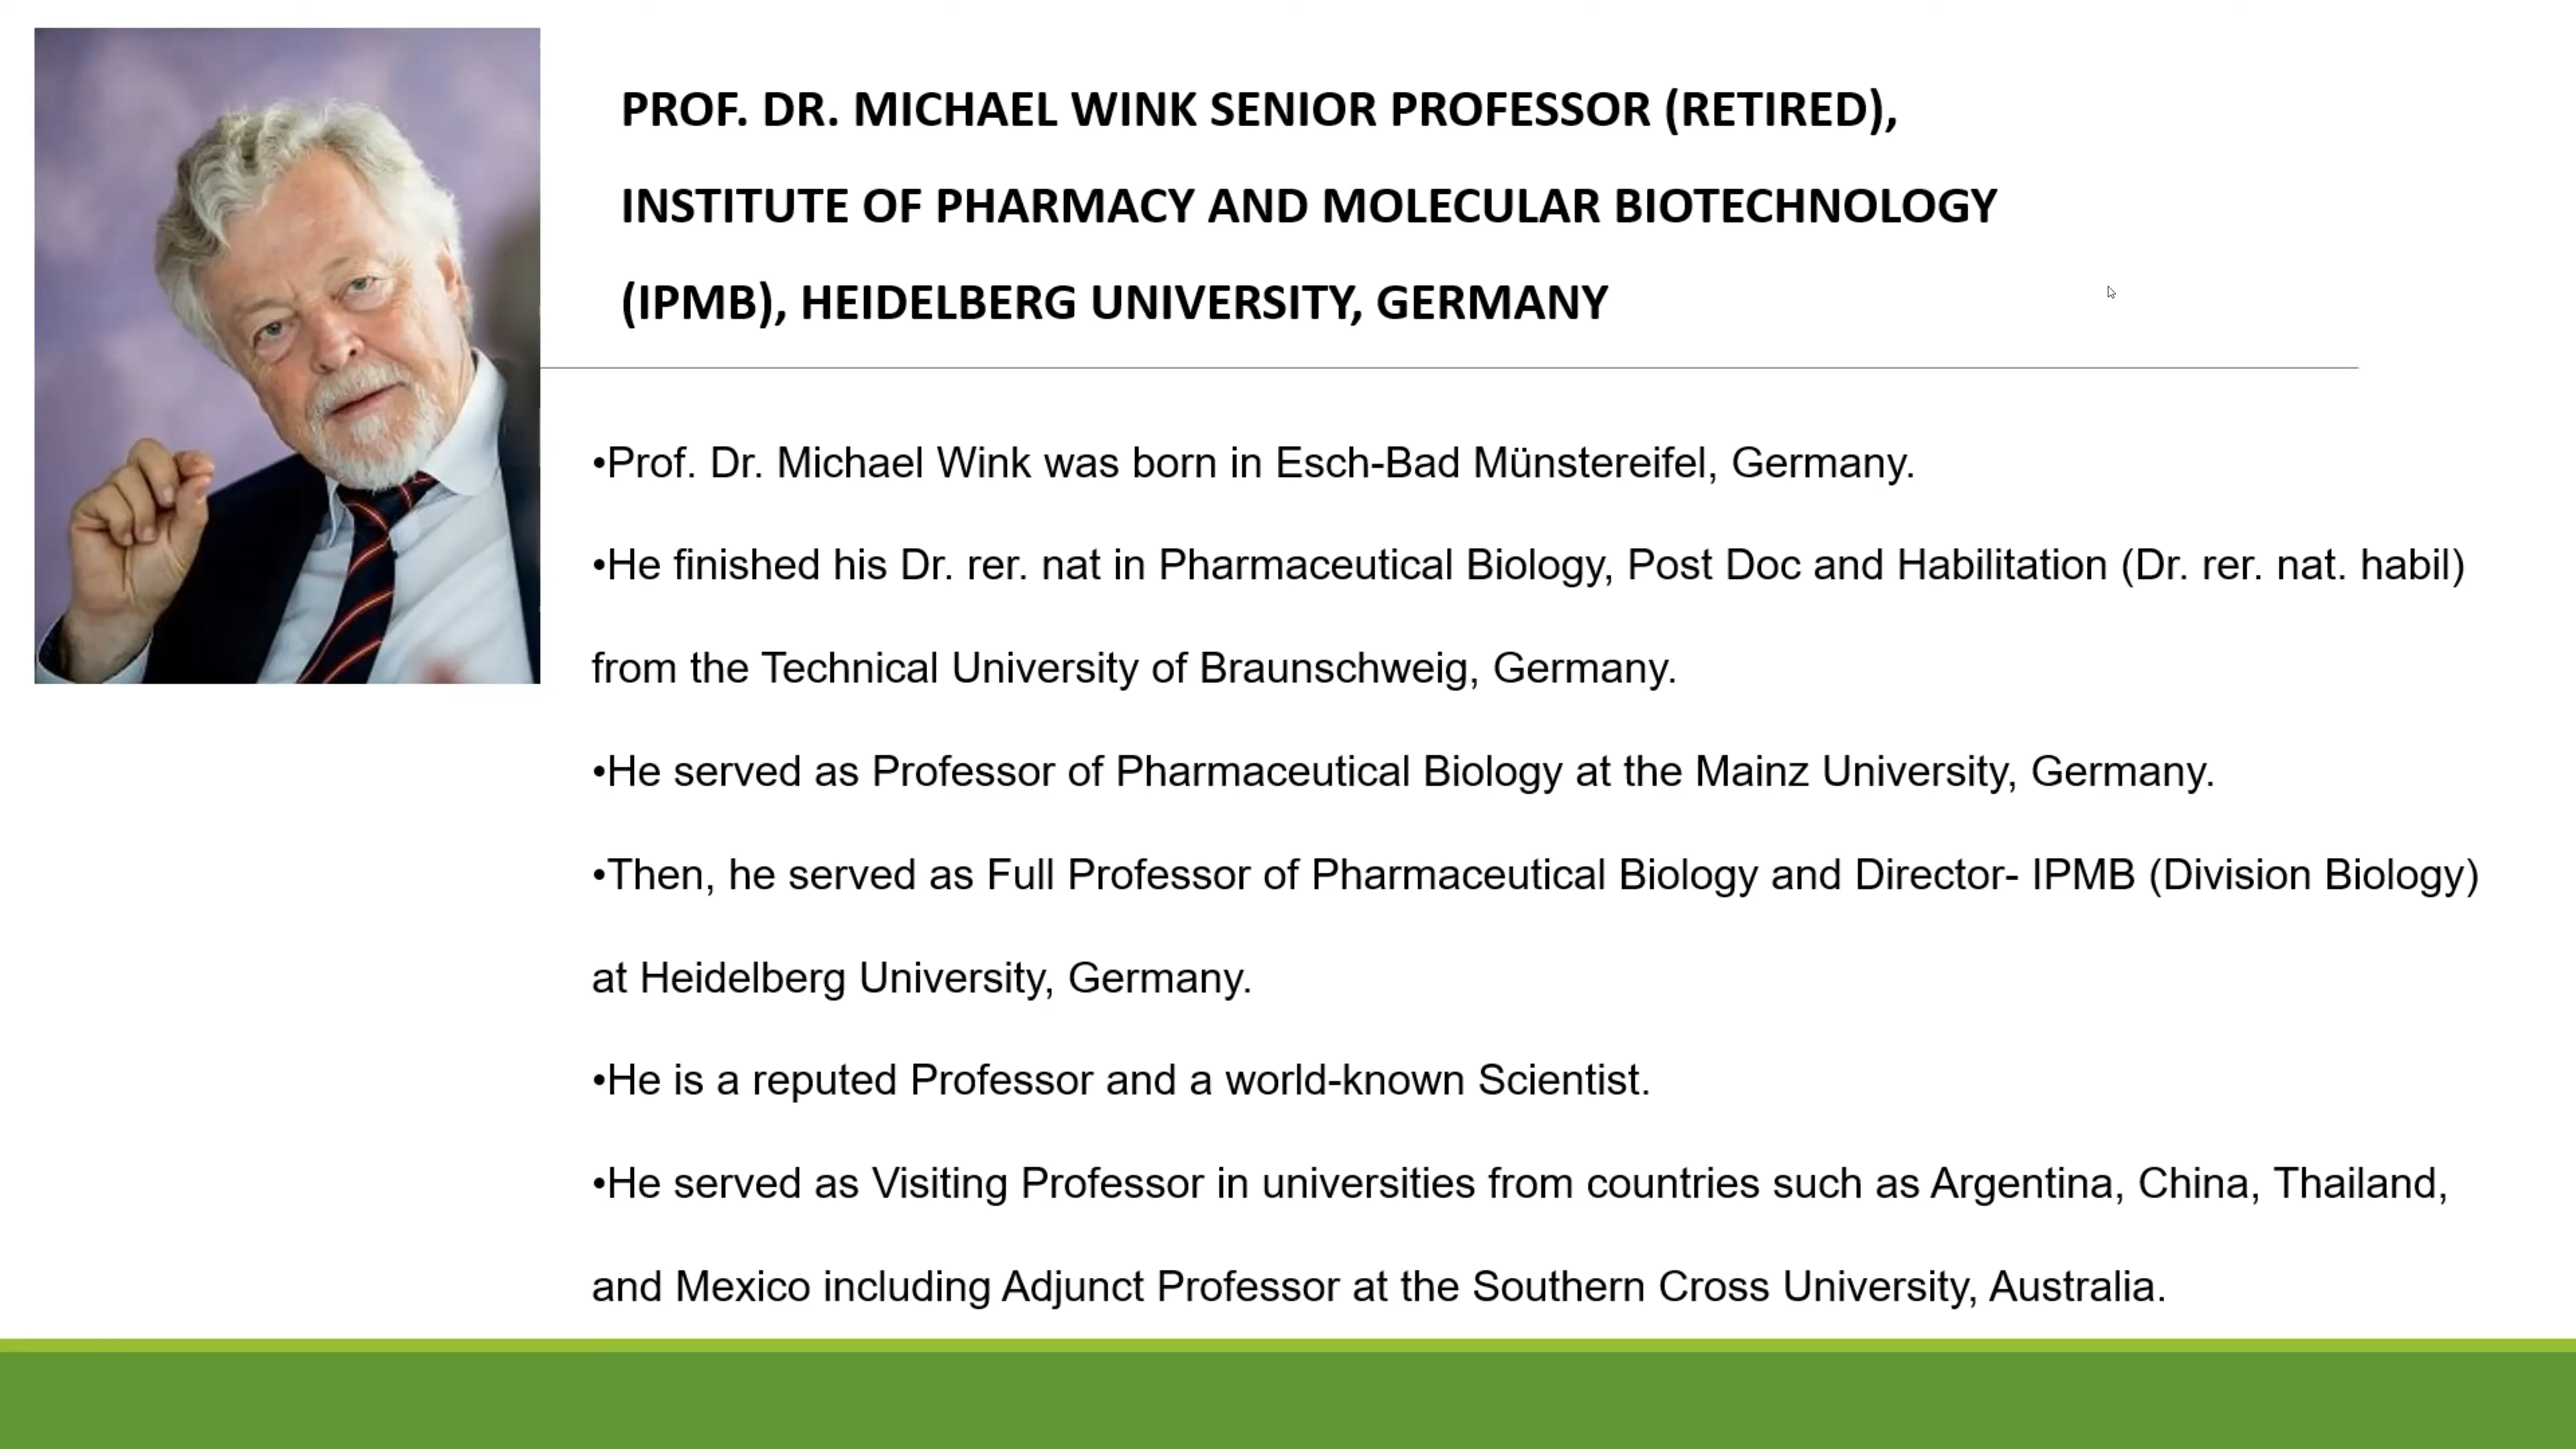 PROF. DR. MICHAEL WINK SENIOR PROFESSOR (RETIRED),
INSTITUTE OF PHARMACY AND MOLECULAR BIOTECHNOLOGY
(IPMB), HEIDELBERG UNIVERSITY, GERMANY
•Prof. Dr. Michael Wink was born in Esch-Bad Münstereifel, Germany.
•He finished his Dr. rer. nat in Pharmaceutical Biology, Post Doc and Habilitation (Dr. rer. nat. habil)
from the Technical University of Braunschweig, Germany.
•He served as Professor of Pharmaceutical Biology at the Mainz University, Germany.
•Then, he served as Full Professor of Pharmaceutical Biology and Director- IPMB (Division Biology)
at Heidelberg University, Germany.
•He is a reputed Professor and a world-known Scientist.
•He served as Visiting Professor in universities from countries such as Argentina, China, Thailand,
and Mexico including Adjunct Professor at the Southern Cross University, Australia.